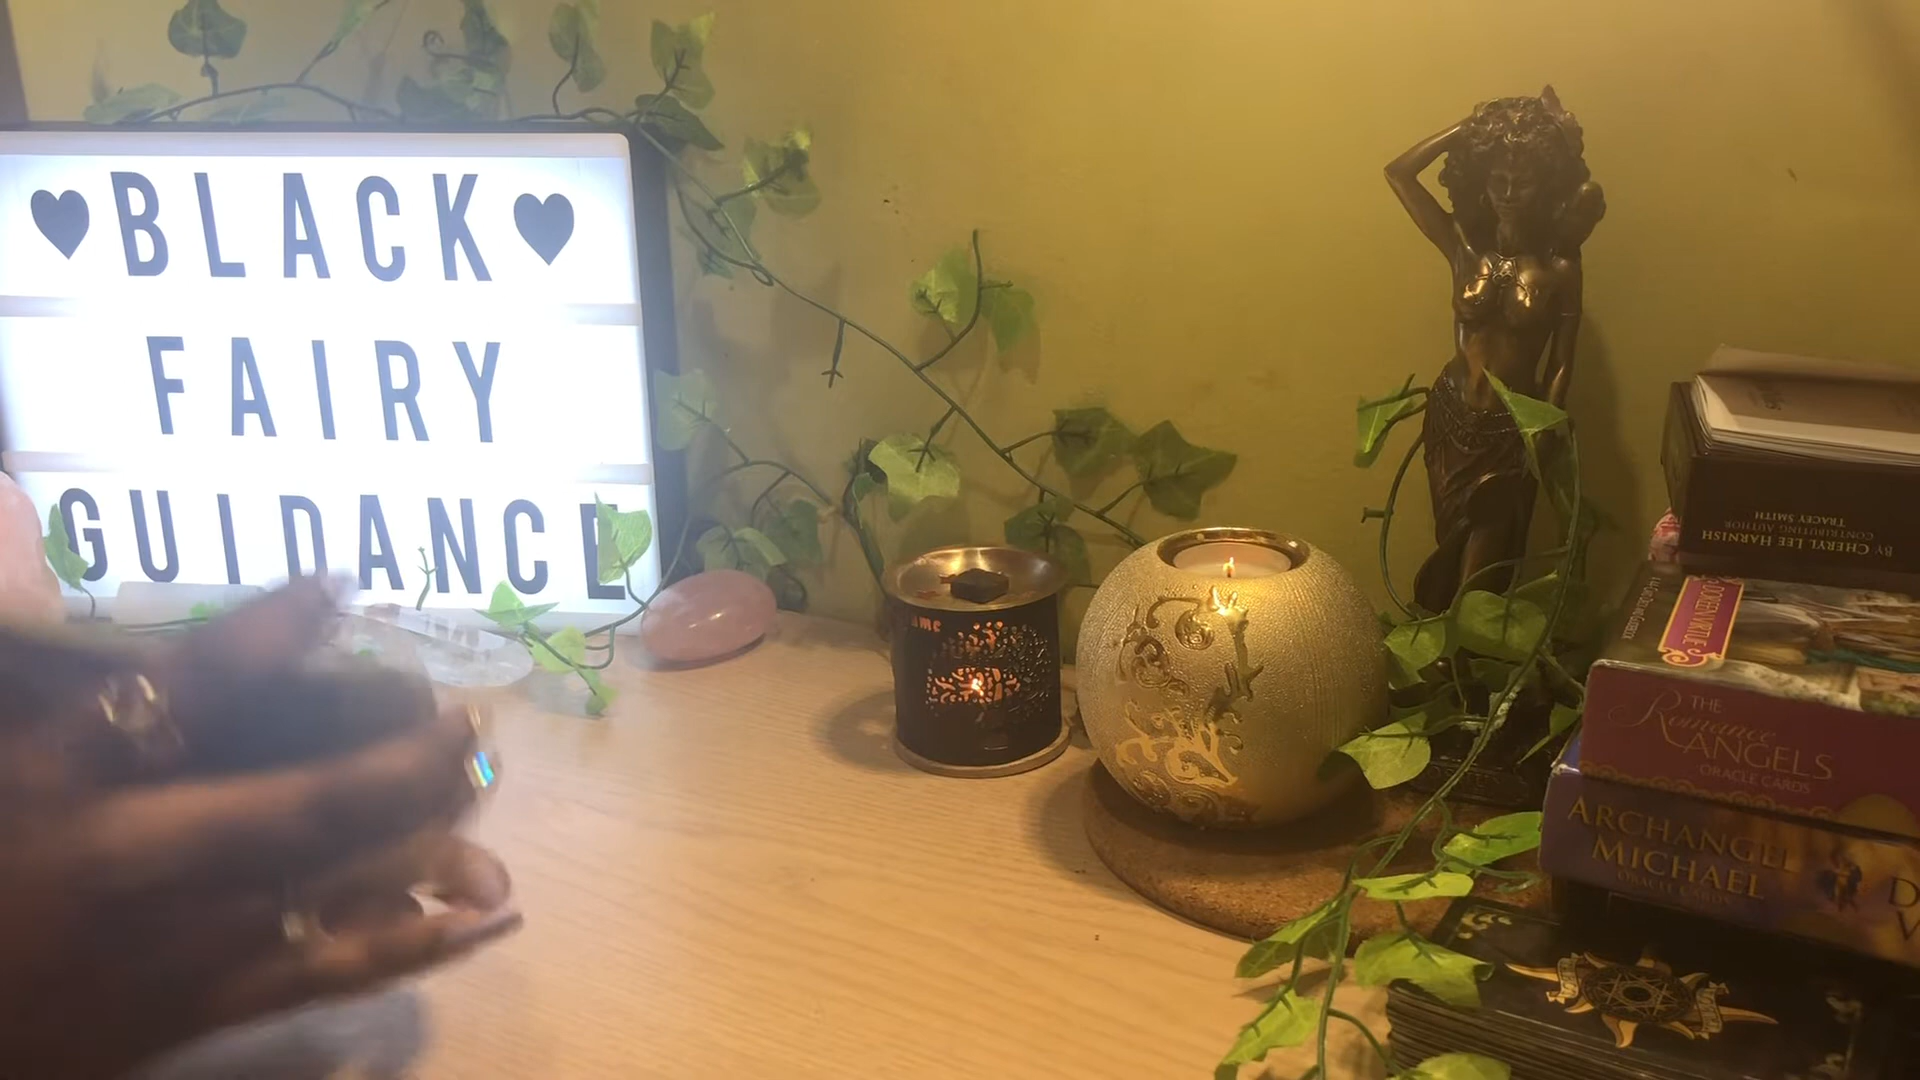 ♥BLACK♥
FAIRY
GUIDANCE
BY CHERYL LEE HARNISH
CONTRIBUTING AUTHOR
TRACEY SMITH
DOREEN VIRTUE
THE
Romance
ANGELS
ORACLE CARDS
ARCHANGEL
MICHAEL
ORACLE CARDS